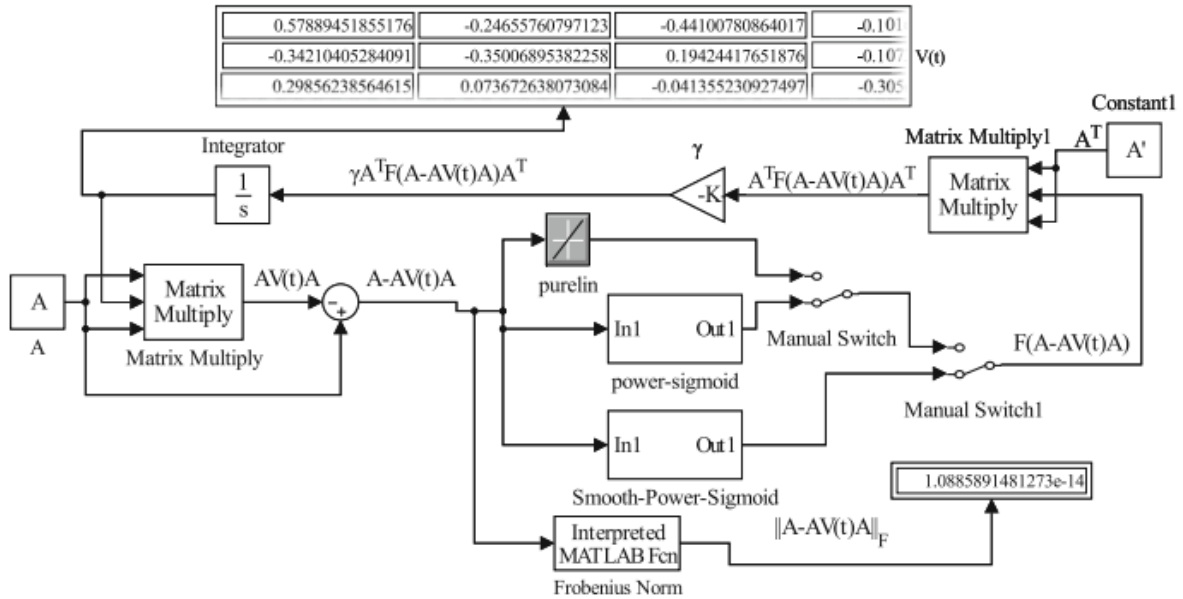 0.57889451855176 -0.24655760797123 -0.44100780864017 -0.101
-0.34210405284091 -0.35006895382258 0.19424417651876 -0.107
0.29856238564615 0.073672638073084 -0.041355230927497 -0.305
V(t)
Constant1
Integrator
γ
Matrix Multiply1
A^T
A'
γA^TF(A-AV(t)A)A^T
A^TF(A-AV(t)A)A^T
1
s
-K
Matrix
Multiply
A
A
Matrix
Multiply
Matrix Multiply
AV(t)A
-
+
A-AV(t)A
purelin
In1 Out1
power-sigmoid
Manual Switch
F(A-AV(t)A)
Manual Switch1
In1 Out1
Smooth-Power-Sigmoid
1.0885891481273e-14
Interpreted
MATLAB Fcn
Frobenius Norm
||A-AV(t)A||_F